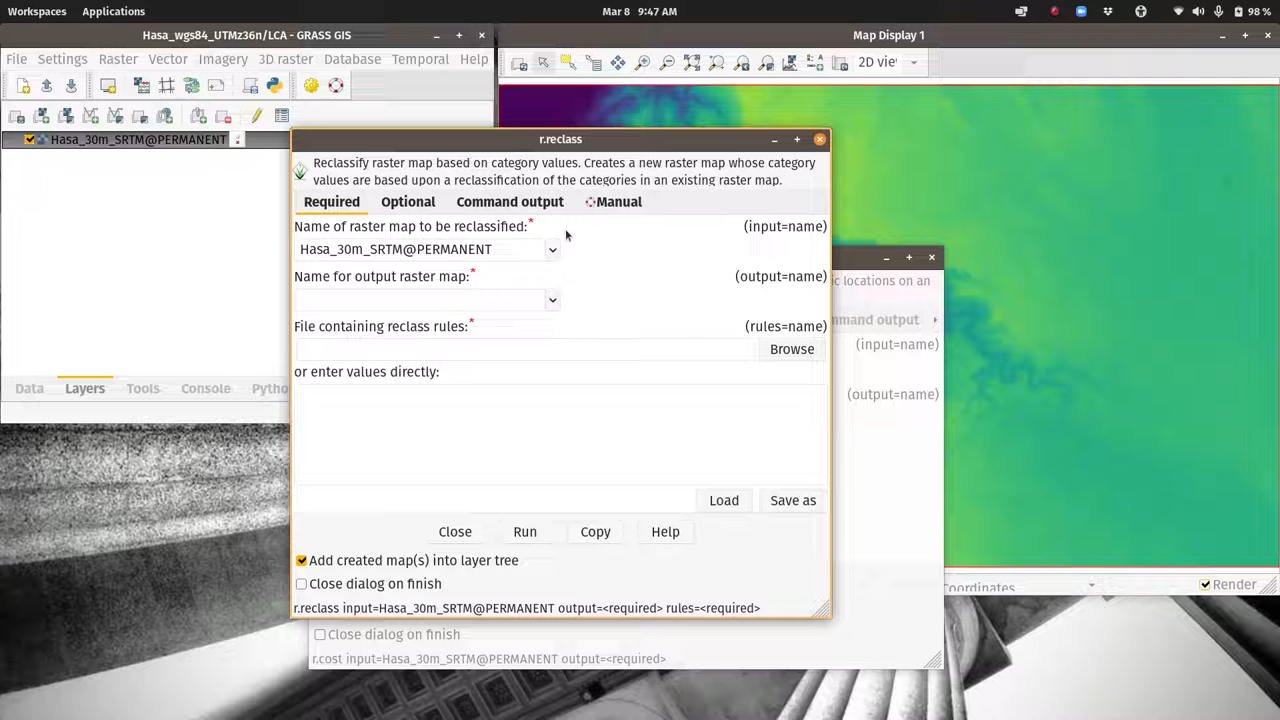 Workspaces Applications Mar 8 9:47 AM 98 %
Hasa_wgs84_UTMz36n/LCA - GRASS GIS
Map Display 1
File Settings Raster Vector Imagery 3D raster Database Temporal Help
2D view
Hasa_30m_SRTM@PERMANENT
Data Layers Tools Console Python
r.reclass
Reclassify raster map based on category values. Creates a new raster map whose category
values are based upon a reclassification of the categories in an existing raster map.
Required Optional Command output Manual
Name of raster map to be reclassified:* (input=name)
Hasa_30m_SRTM@PERMANENT
Name for output raster map:* (output=name)
File containing reclass rules:* (rules=name)
Browse
or enter values directly:
Load Save as
Close Run Copy Help
Add created map(s) into layer tree
Close dialog on finish
r.reclass input=Hasa_30m_SRTM@PERMANENT output=<required> rules=<required>
c locations on an
mmand output
(input=name)
(output=name)
Close dialog on finish
r.cost input=Hasa_30m_SRTM@PERMANENT output=<required>
Coordinates Render